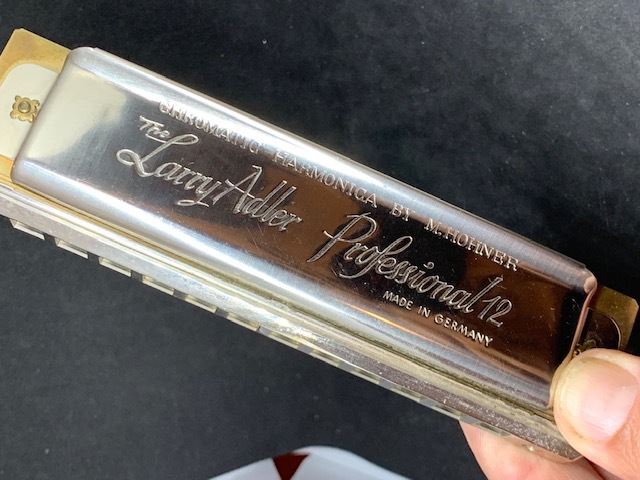 CHROMATIC HARMONICA BY M. HOHNER
The Larry Adler Professional 12
MADE IN GERMANY